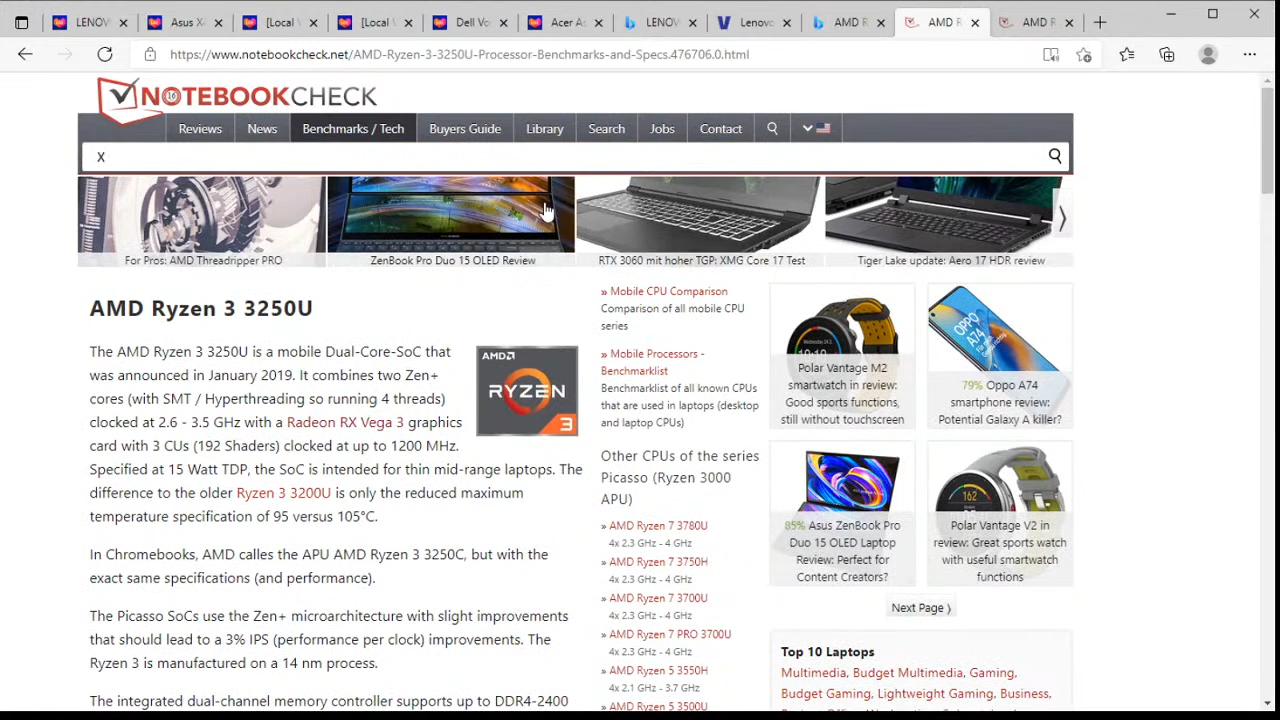 LENOV
Asus X
[Local
[Local
Dell Vo
Acer As
LENOV
Lenovo
AMD R
AMD R
AMD R
https://www.notebookcheck.net/AMD-Ryzen-3-3250U-Processor-Benchmarks-and-Specs.476706.0.html
NOTEBOOKCHECK
Reviews
News
Benchmarks / Tech
Buyers Guide
Library
Search
Jobs
Contact
X
For Pros: AMD Threadripper PRO
ZenBook Pro Duo 15 OLED Review
RTX 3060 mit hoher TGP: XMG Core 17 Test
Tiger Lake update: Aero 17 HDR review
AMD Ryzen 3 3250U
The AMD Ryzen 3 3250U is a mobile Dual-Core-SoC that
was announced in January 2019. It combines two Zen+
cores (with SMT / Hyperthreading so running 4 threads)
clocked at 2.6 - 3.5 GHz with a Radeon RX Vega 3 graphics
card with 3 CUs (192 Shaders) clocked at up to 1200 MHz.
Specified at 15 Watt TDP, the SoC is intended for thin mid-range laptops. The
difference to the older Ryzen 3 3200U is only the reduced maximum
temperature specification of 95 versus 105°C.
In Chromebooks, AMD calles the APU AMD Ryzen 3 3250C, but with the
exact same specifications (and performance).
The Picasso SoCs use the Zen+ microarchitecture with slight improvements
that should lead to a 3% IPS (performance per clock) improvements. The
Ryzen 3 is manufactured on a 14 nm process.
The integrated dual-channel memory controller supports up to DDR4-2400
AMD
RYZEN
3
» Mobile CPU Comparison
Comparison of all mobile CPU
series
» Mobile Processors -
Benchmarklist
Benchmarklist of all known CPUs
that are used in laptops (desktop
and laptop CPUs)
Other CPUs of the series
Picasso (Ryzen 3000
APU)
» AMD Ryzen 7 3780U
4x 2.3 GHz - 4 GHz
» AMD Ryzen 7 3750H
4x 2.3 GHz - 4 GHz
» AMD Ryzen 7 3700U
4x 2.3 GHz - 4 GHz
» AMD Ryzen 7 PRO 3700U
4x 2.3 GHz - 4 GHz
» AMD Ryzen 5 3550H
4x 2.1 GHz - 3.7 GHz
» AMD Ryzen 5 3500U
Polar Vantage M2
smartwatch in review:
Good sports functions,
still without touchscreen
OPPO
A74
79% Oppo A74
smartphone review:
Potential Galaxy A killer?
85% Asus ZenBook Pro
Duo 15 OLED Laptop
Review: Perfect for
Content Creators?
162
Polar Vantage V2 in
review: Great sports watch
with useful smartwatch
functions
Next Page ⟩
Top 10 Laptops
Multimedia, Budget Multimedia, Gaming,
Budget Gaming, Lightweight Gaming, Business,